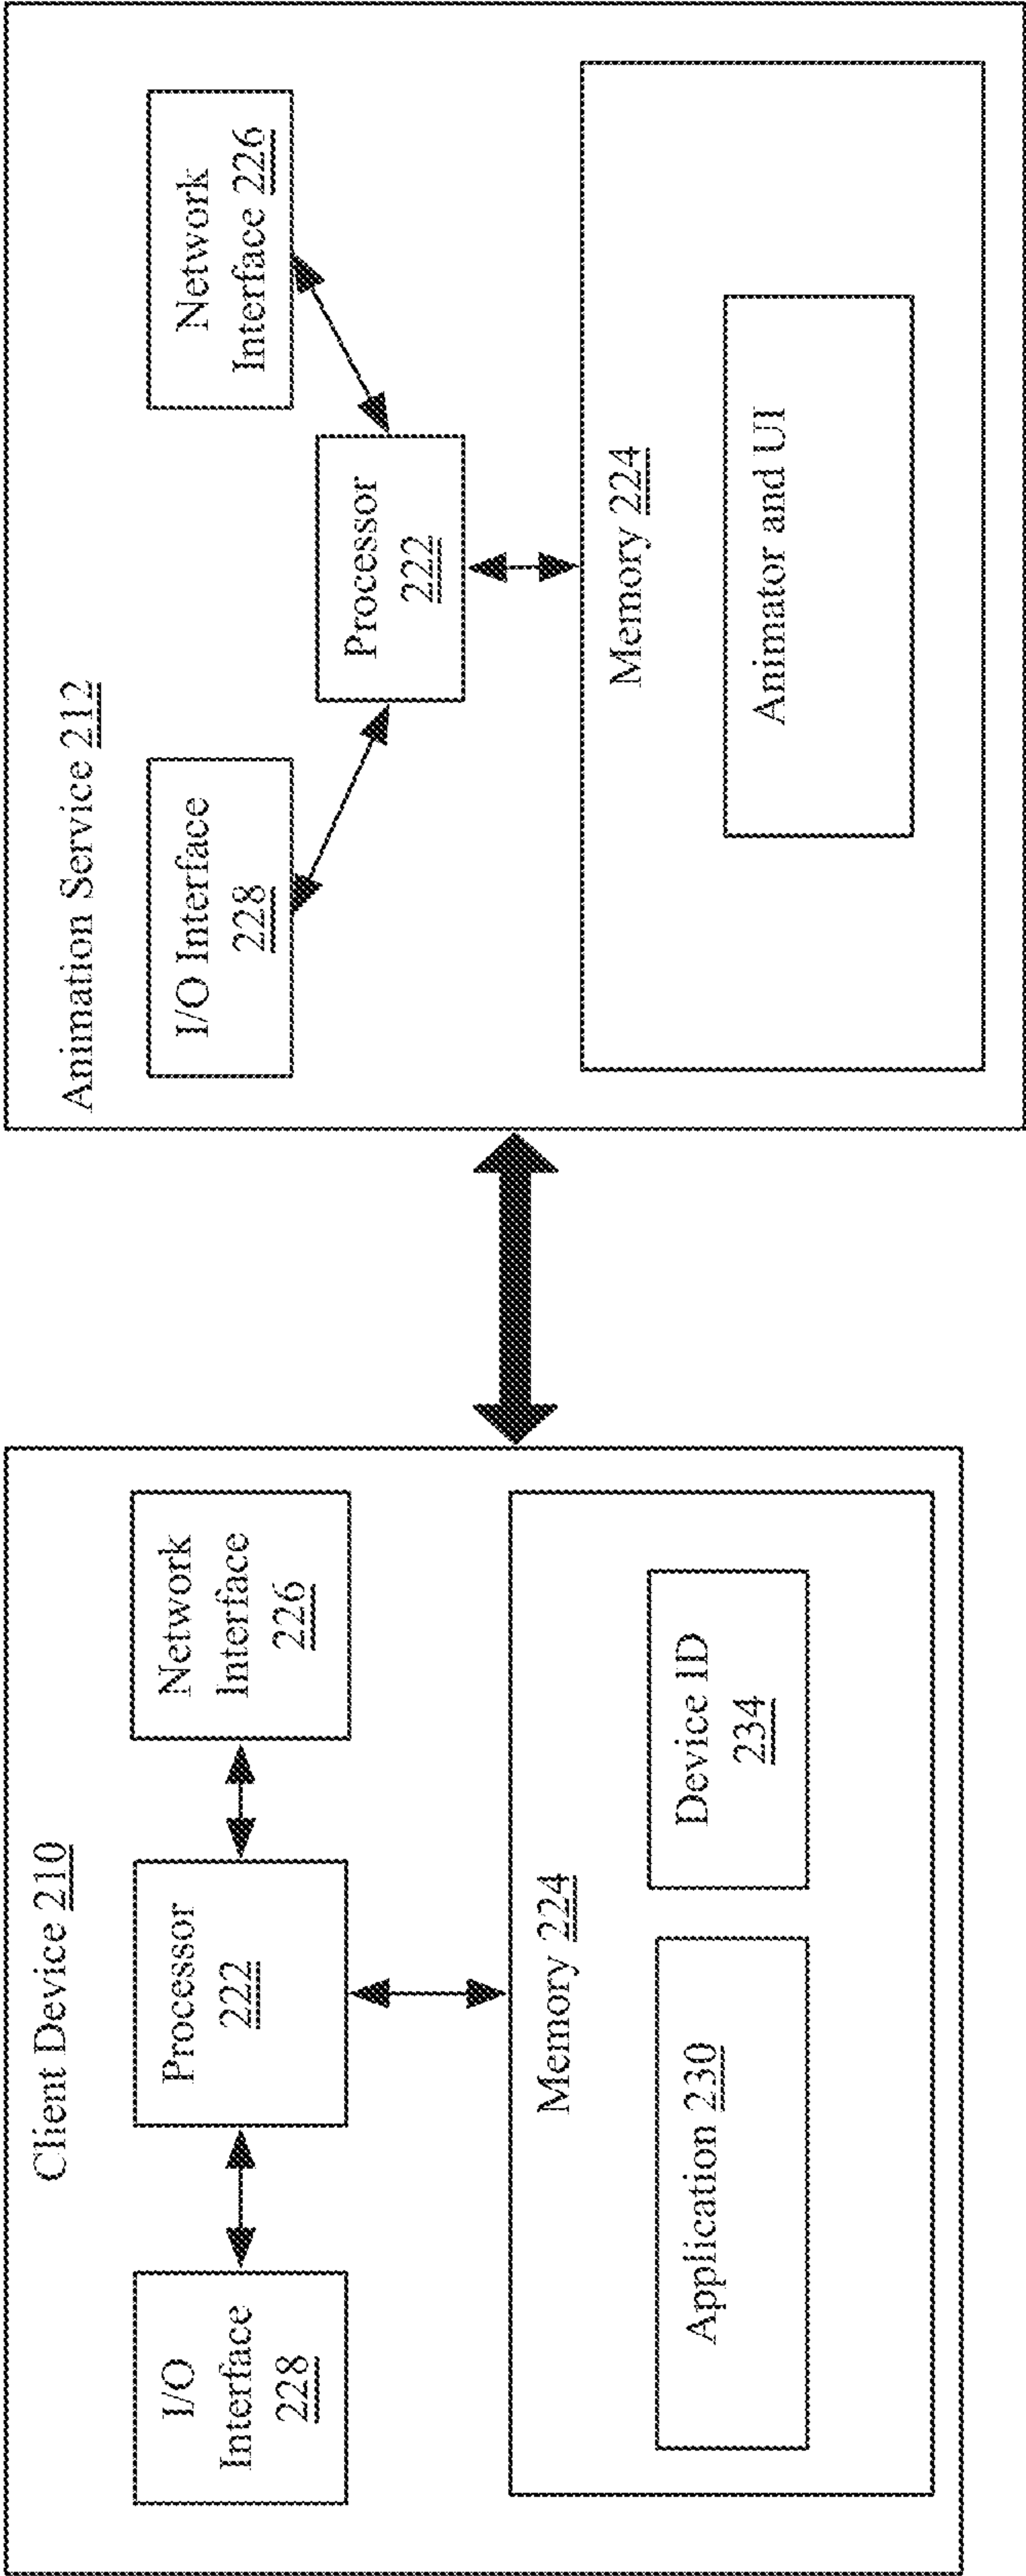 Client Device 210
I/O
Interface
228
Processor
222
Network
Interface
226
Memory 224
Application 230
Device ID
234
Animation Service 212
I/O Interface
228
Processor
222
Network
Interface 226
Memory 224
Animator and UI